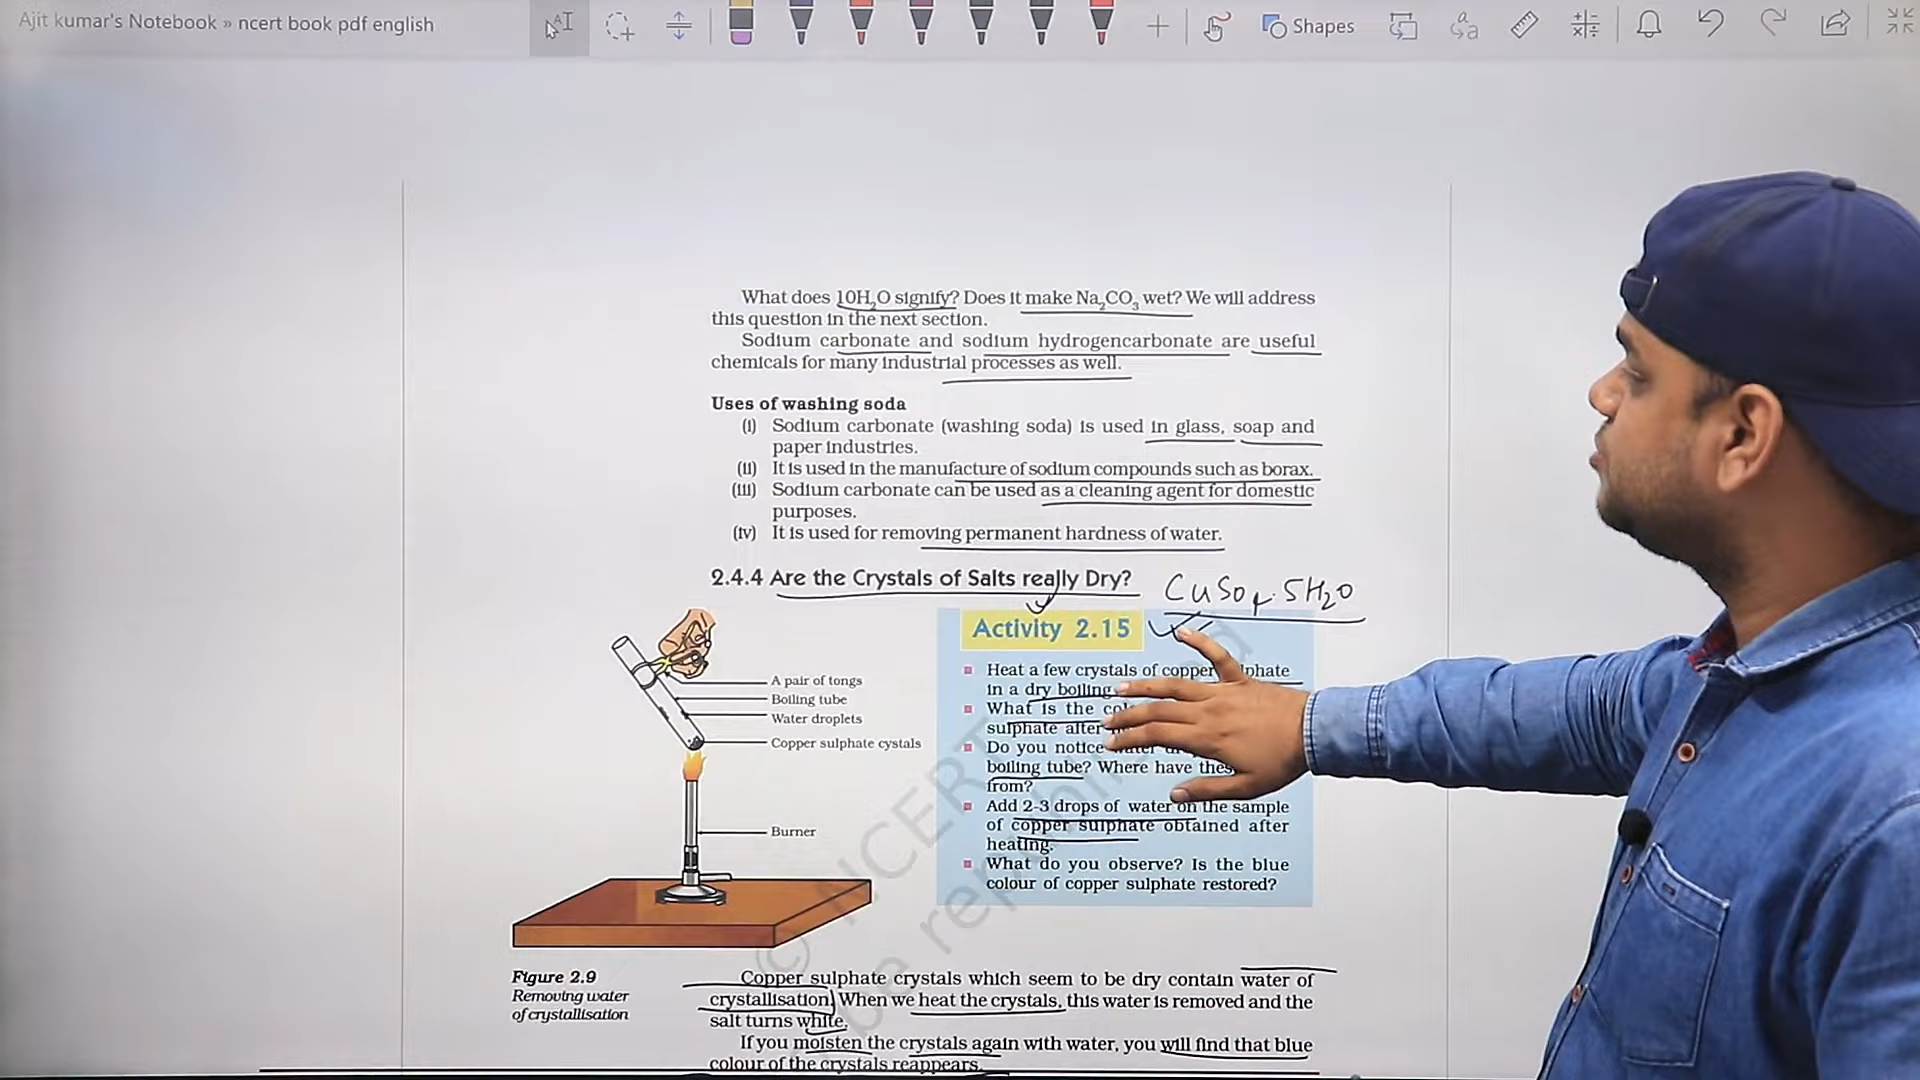 Ajit kumar's Notebook » ncert book pdf english
Shapes
What does 10H₂O signify? Does it make Na₂CO₃ wet? We will address
this question in the next section.
Sodium carbonate and sodium hydrogencarbonate are useful
chemicals for many industrial processes as well.
Uses of washing soda
(i) Sodium carbonate (washing soda) is used in glass, soap and
paper industries.
(ii) It is used in the manufacture of sodium compounds such as borax.
(iii) Sodium carbonate can be used as a cleaning agent for domestic
purposes.
(iv) It is used for removing permanent hardness of water.
2.4.4 Are the Crystals of Salts really Dry?
CuSo₄.5H₂O
A pair of tongs
Boiling tube
Water droplets
Copper sulphate cystals
Burner
Figure 2.9
Removing water
of crystallisation
Activity 2.15
Heat a few crystals of copper
in a dry boiling
What is the
sulphate after
Do you notice
boiling tube? Where have
from?
Add 2-3 drops of water on the sample
of copper sulphate obtained after
heating.
What do you observe? Is the blue
colour of copper sulphate restored?
Copper sulphate crystals which seem to be dry contain water of
crystallisation. When we heat the crystals, this water is removed and the
salt turns white.
If you moisten the crystals again with water, you will find that blue
colour of the crystals reappears.
© NCERT
be